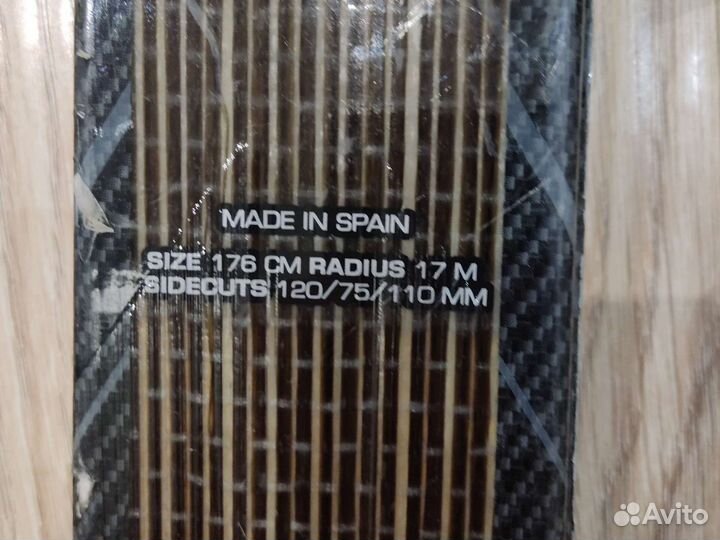 MADE IN SPAIN
SIZE 176 CM RADIUS 17 M
SIDECUTS 120/75/110 MM
Avito